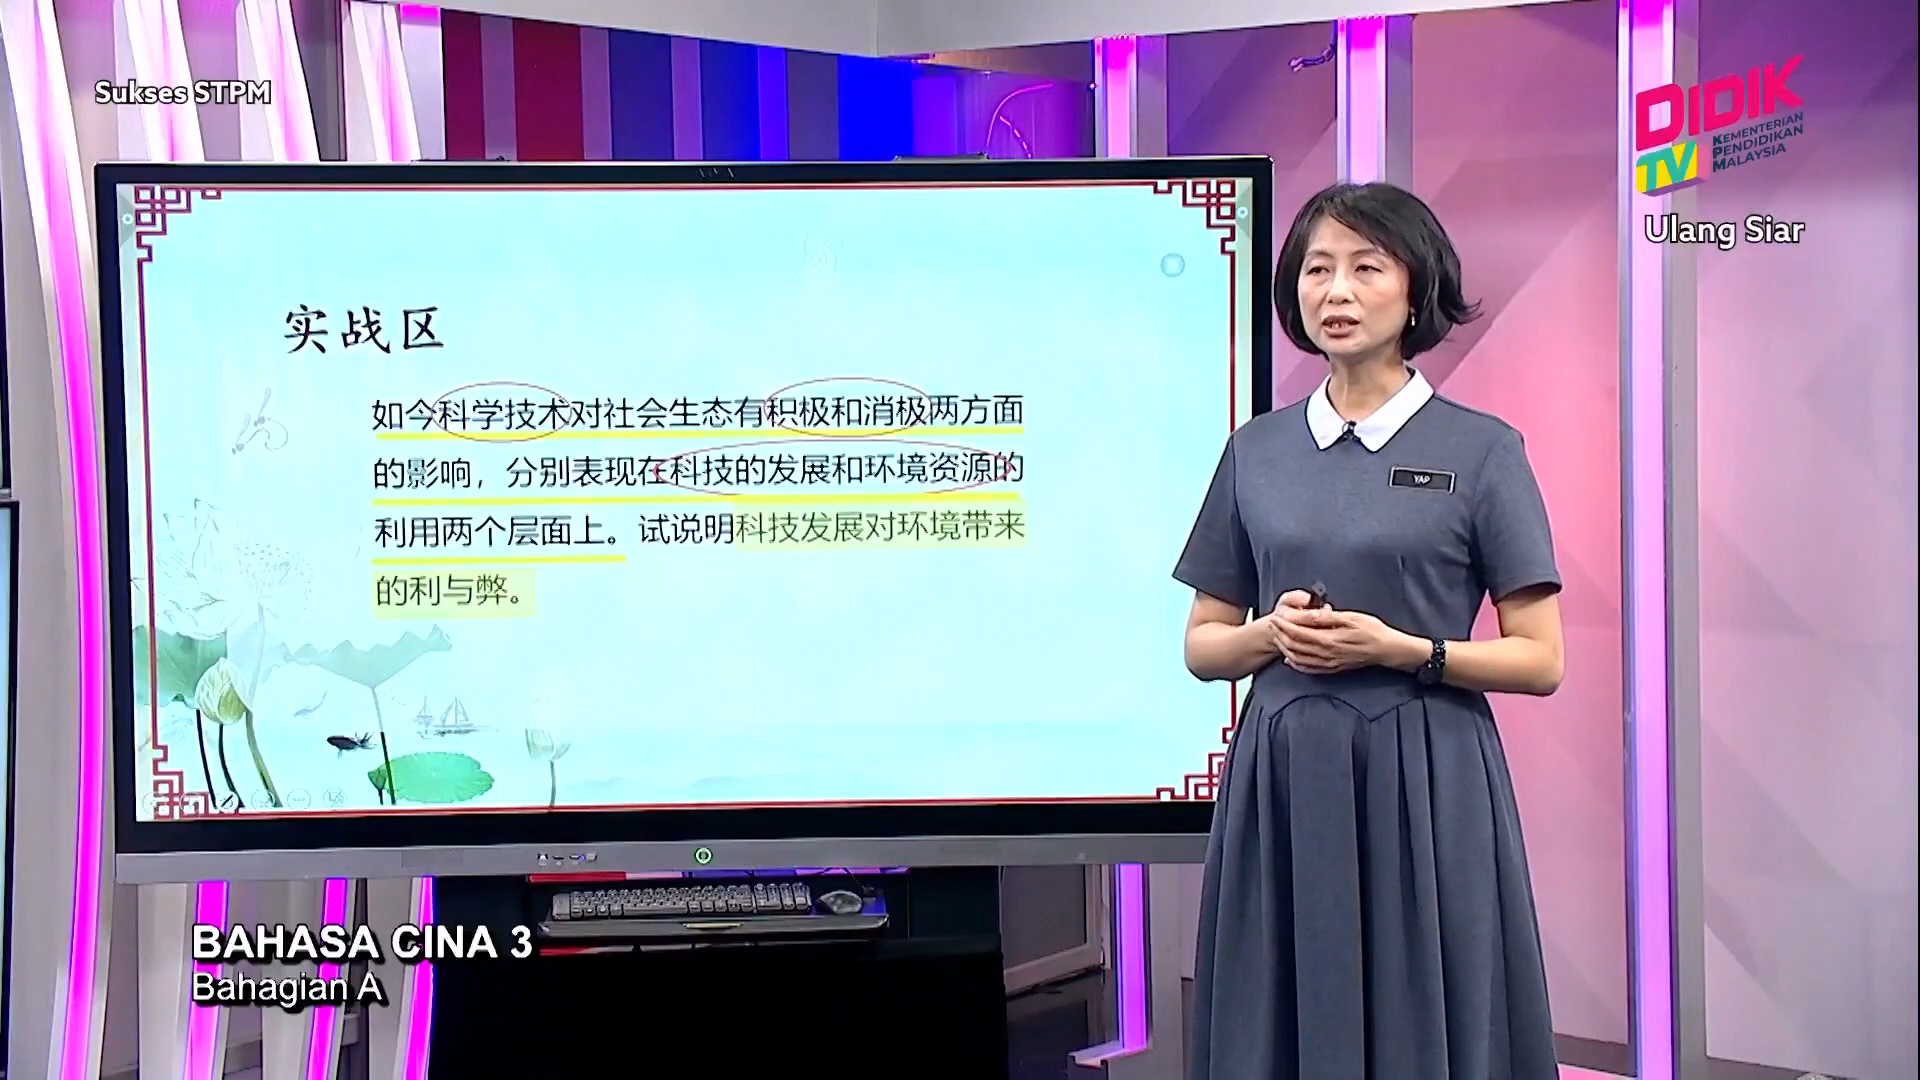 Sukses STPM
DIDIK
TV
KEMENTERIAN
PENDIDIKAN
MALAYSIA
Ulang Siar
实战区
如今科学技术对社会生态有积极和消极两方面
的影响，分别表现在科技的发展和环境资源的
利用两个层面上。试说明科技发展对环境带来
的利与弊。
YAP
BAHASA CINA 3
Bahagian A